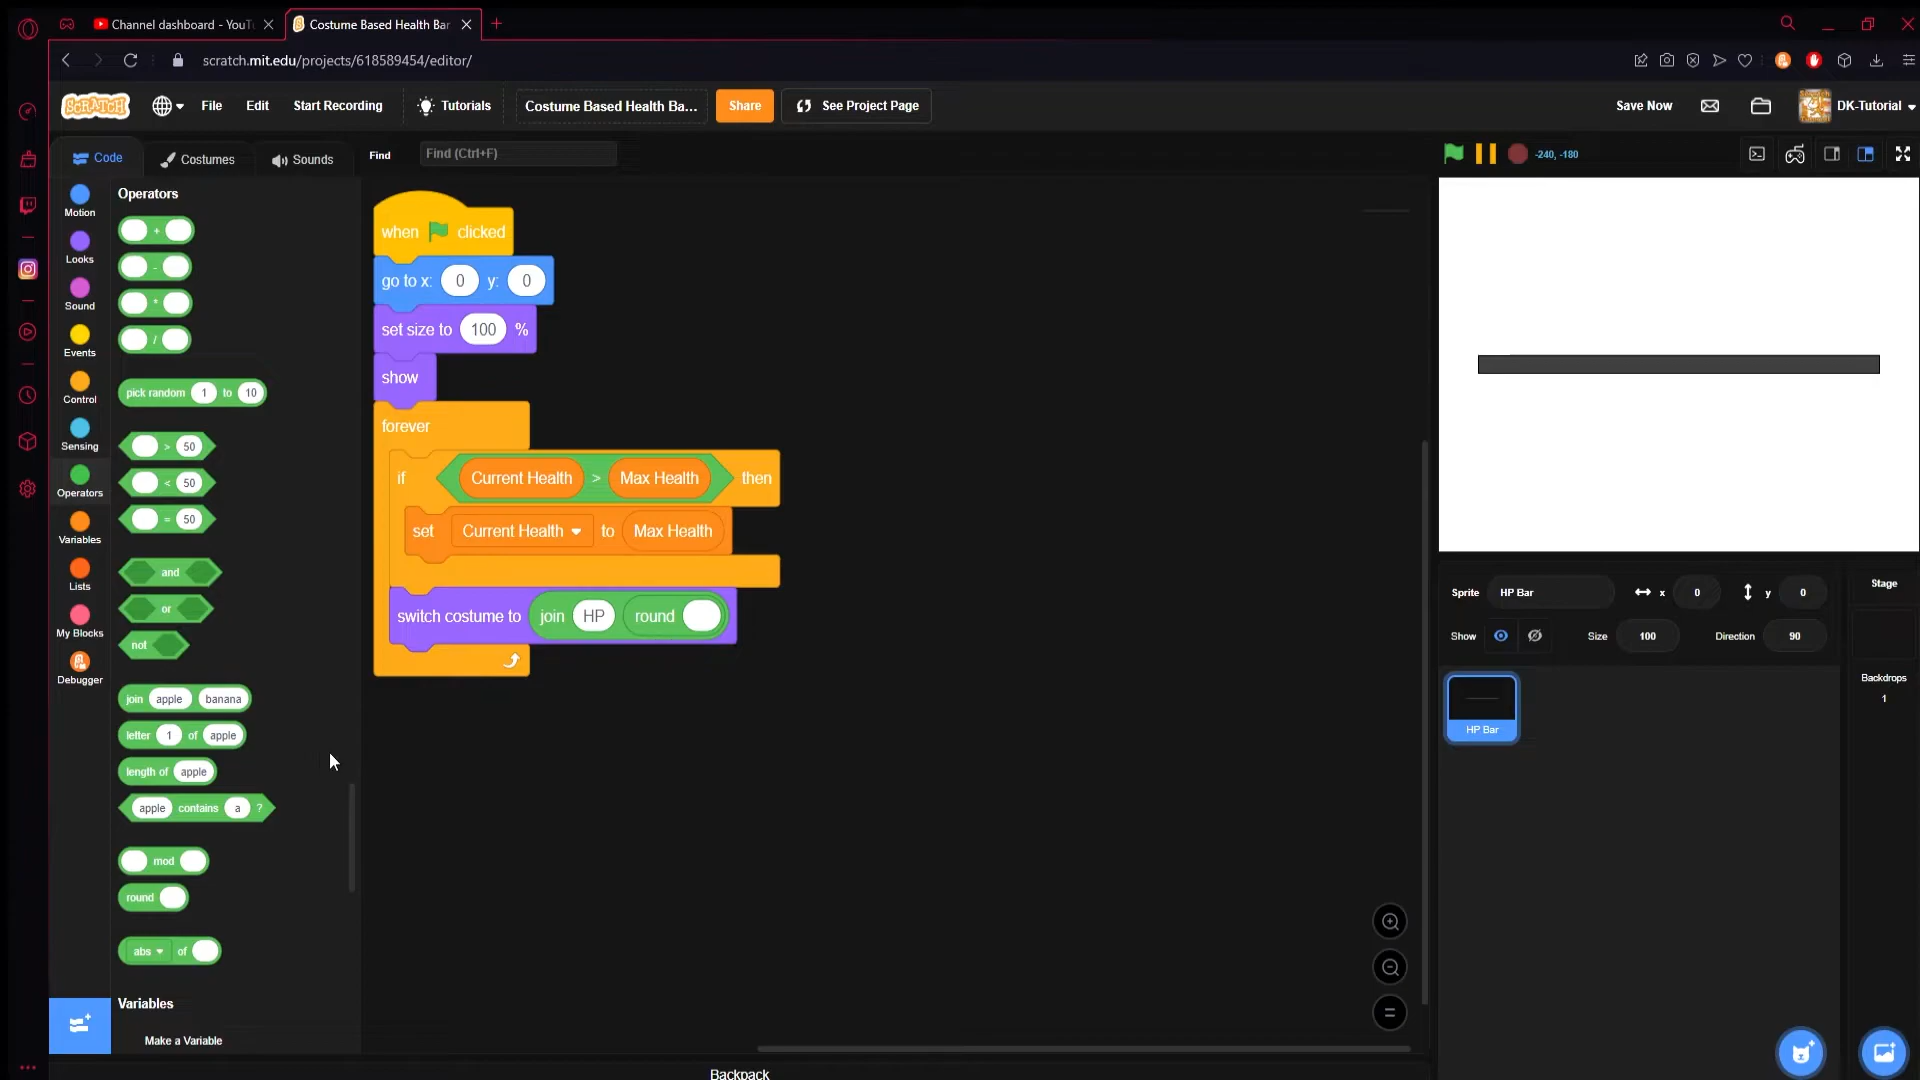 Channel dashboard - YouT
Costume Based Health Bar
scratch.mit.edu/projects/618589454/editor/
SCRATCH
File
Edit
Start Recording
Tutorials
Costume Based Health Ba...
Share
See Project Page
Save Now
DK-Tutorial
Code
Costumes
Sounds
Find
Find (Ctrl+F)
-240, -180
Motion
Looks
Sound
Events
Control
Sensing
Operators
Variables
Lists
My Blocks
Debugger
Operators
+
-
*
/
pick random 1 to 10
> 50
< 50
= 50
and
or
not
join apple banana
letter 1 of apple
length of apple
apple contains a ?
mod
round
abs of
Variables
Make a Variable
when clicked
go to x: 0 y: 0
set size to 100 %
show
forever
if Current Health > Max Health then
set Current Health to Max Health
switch costume to join HP round
Backpack
Sprite HP Bar x 0 y 0
Show Size 100 Direction 90
HP Bar
Stage
Backdrops
1